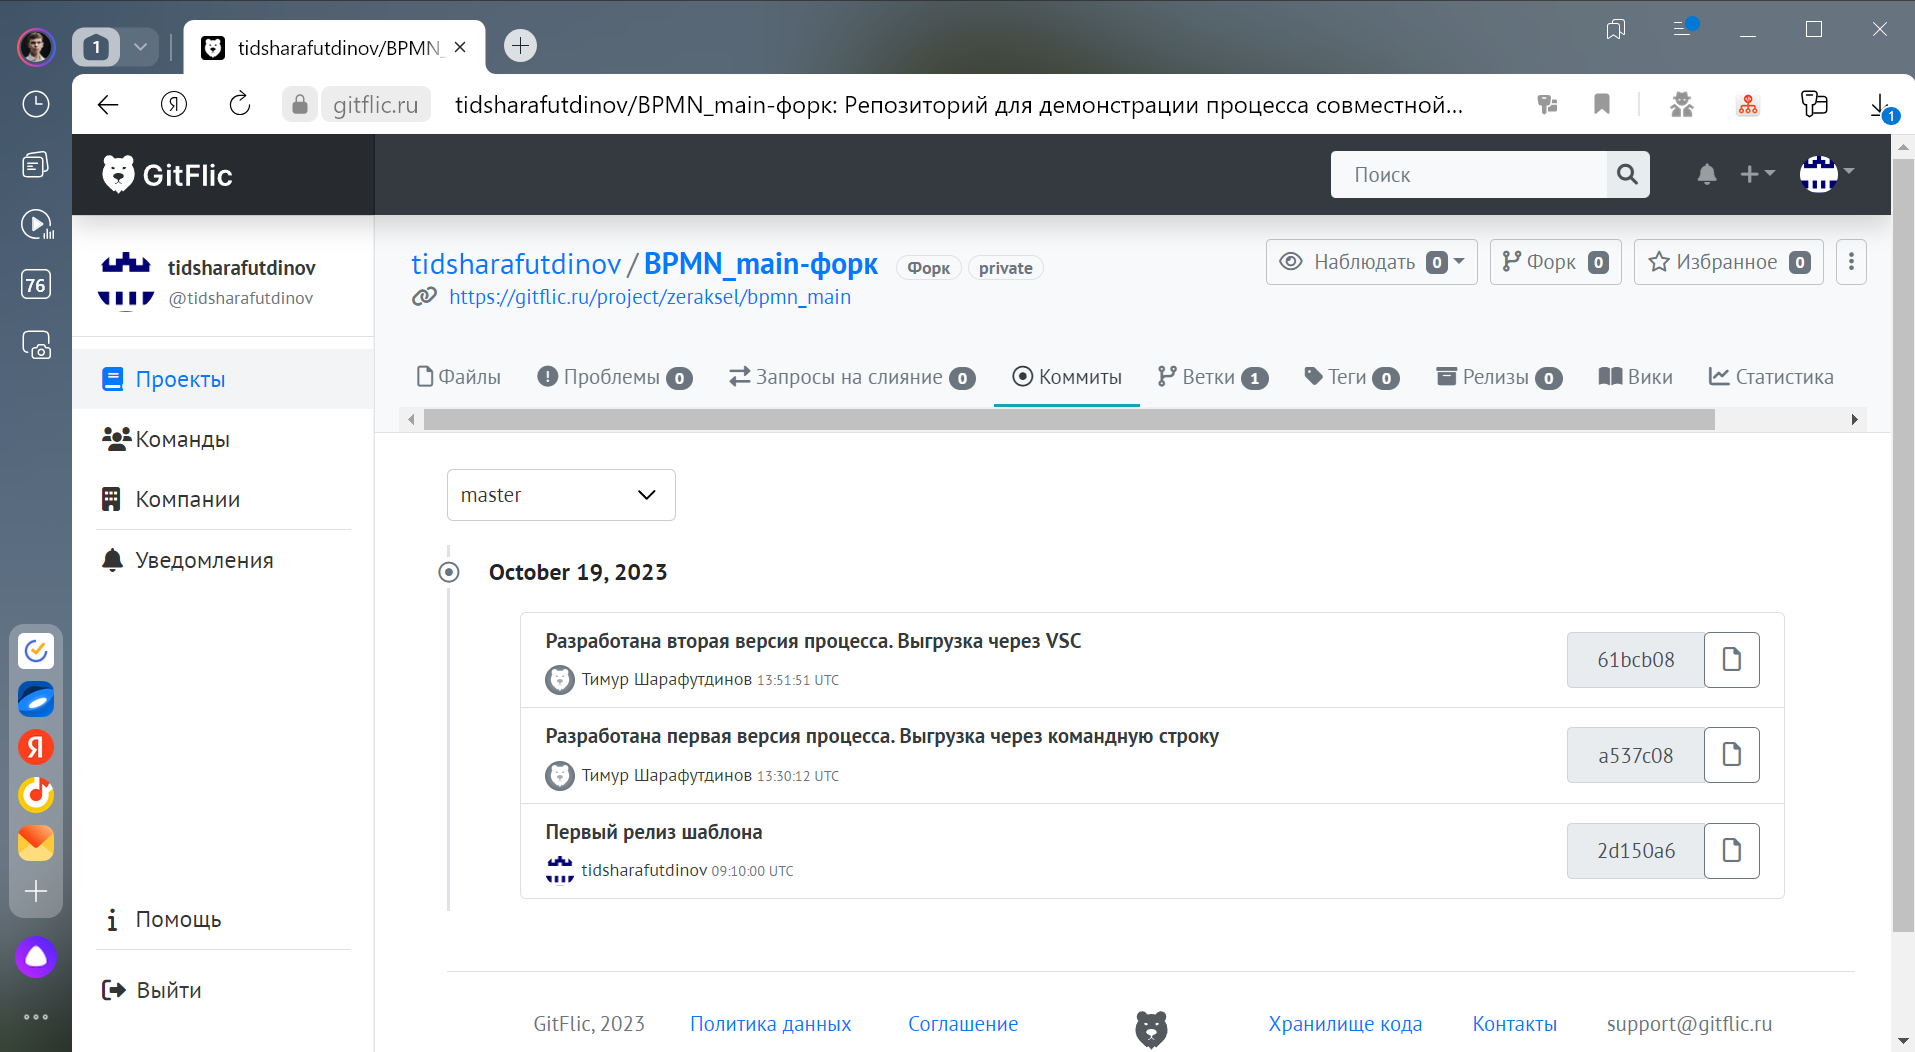 1
tidsharafutdinov/BPMN_
gitflic.ru
tidsharafutdinov/BPMN_main-форк: Репозиторий для демонстрации процесса совместной...
1
GitFlic
Поиск
76
tidsharafutdinov
@tidsharafutdinov
tidsharafutdinov / BPMN_main-форк Форк private
https://gitflic.ru/project/zeraksel/bpmn_main
Наблюдать 0
Форк 0
Избранное 0
Проекты
Команды
Компании
Уведомления
Помощь
Выйти
Файлы Проблемы 0 Запросы на слияние 0 Коммиты Ветки 1 Теги 0 Релизы 0 Вики Статистика
master
October 19, 2023
Разработана вторая версия процесса. Выгрузка через VSC
Тимур Шарафутдинов 13:51:51 UTC
61bcb08
Разработана первая версия процесса. Выгрузка через командную строку
Тимур Шарафутдинов 13:30:12 UTC
a537c08
Первый релиз шаблона
tidsharafutdinov 09:10:00 UTC
2d150a6
GitFlic, 2023 Политика данных Соглашение Хранилище кода Контакты support@gitflic.ru